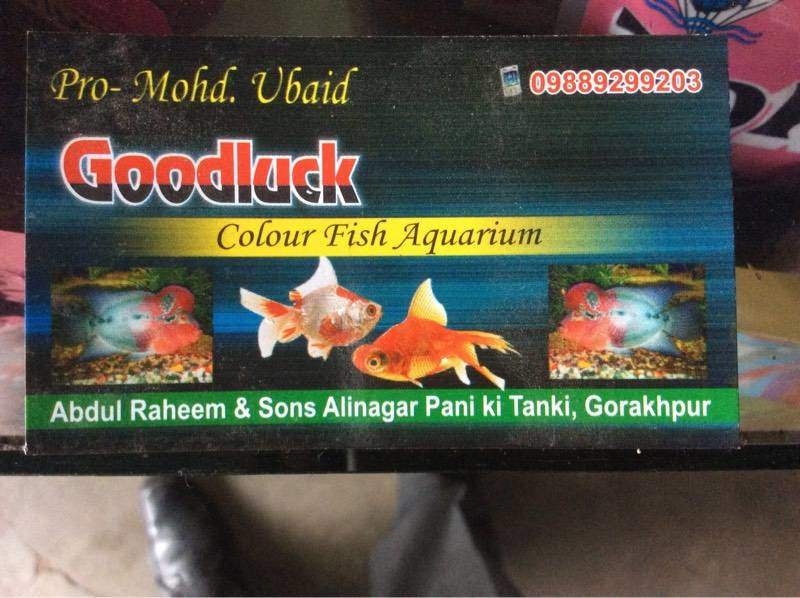 Pro- Mohd. Ubaid
09889299203
Goodluck
Colour Fish Aquarium
Abdul Raheem & Sons Alinagar Pani ki Tanki, Gorakhpur